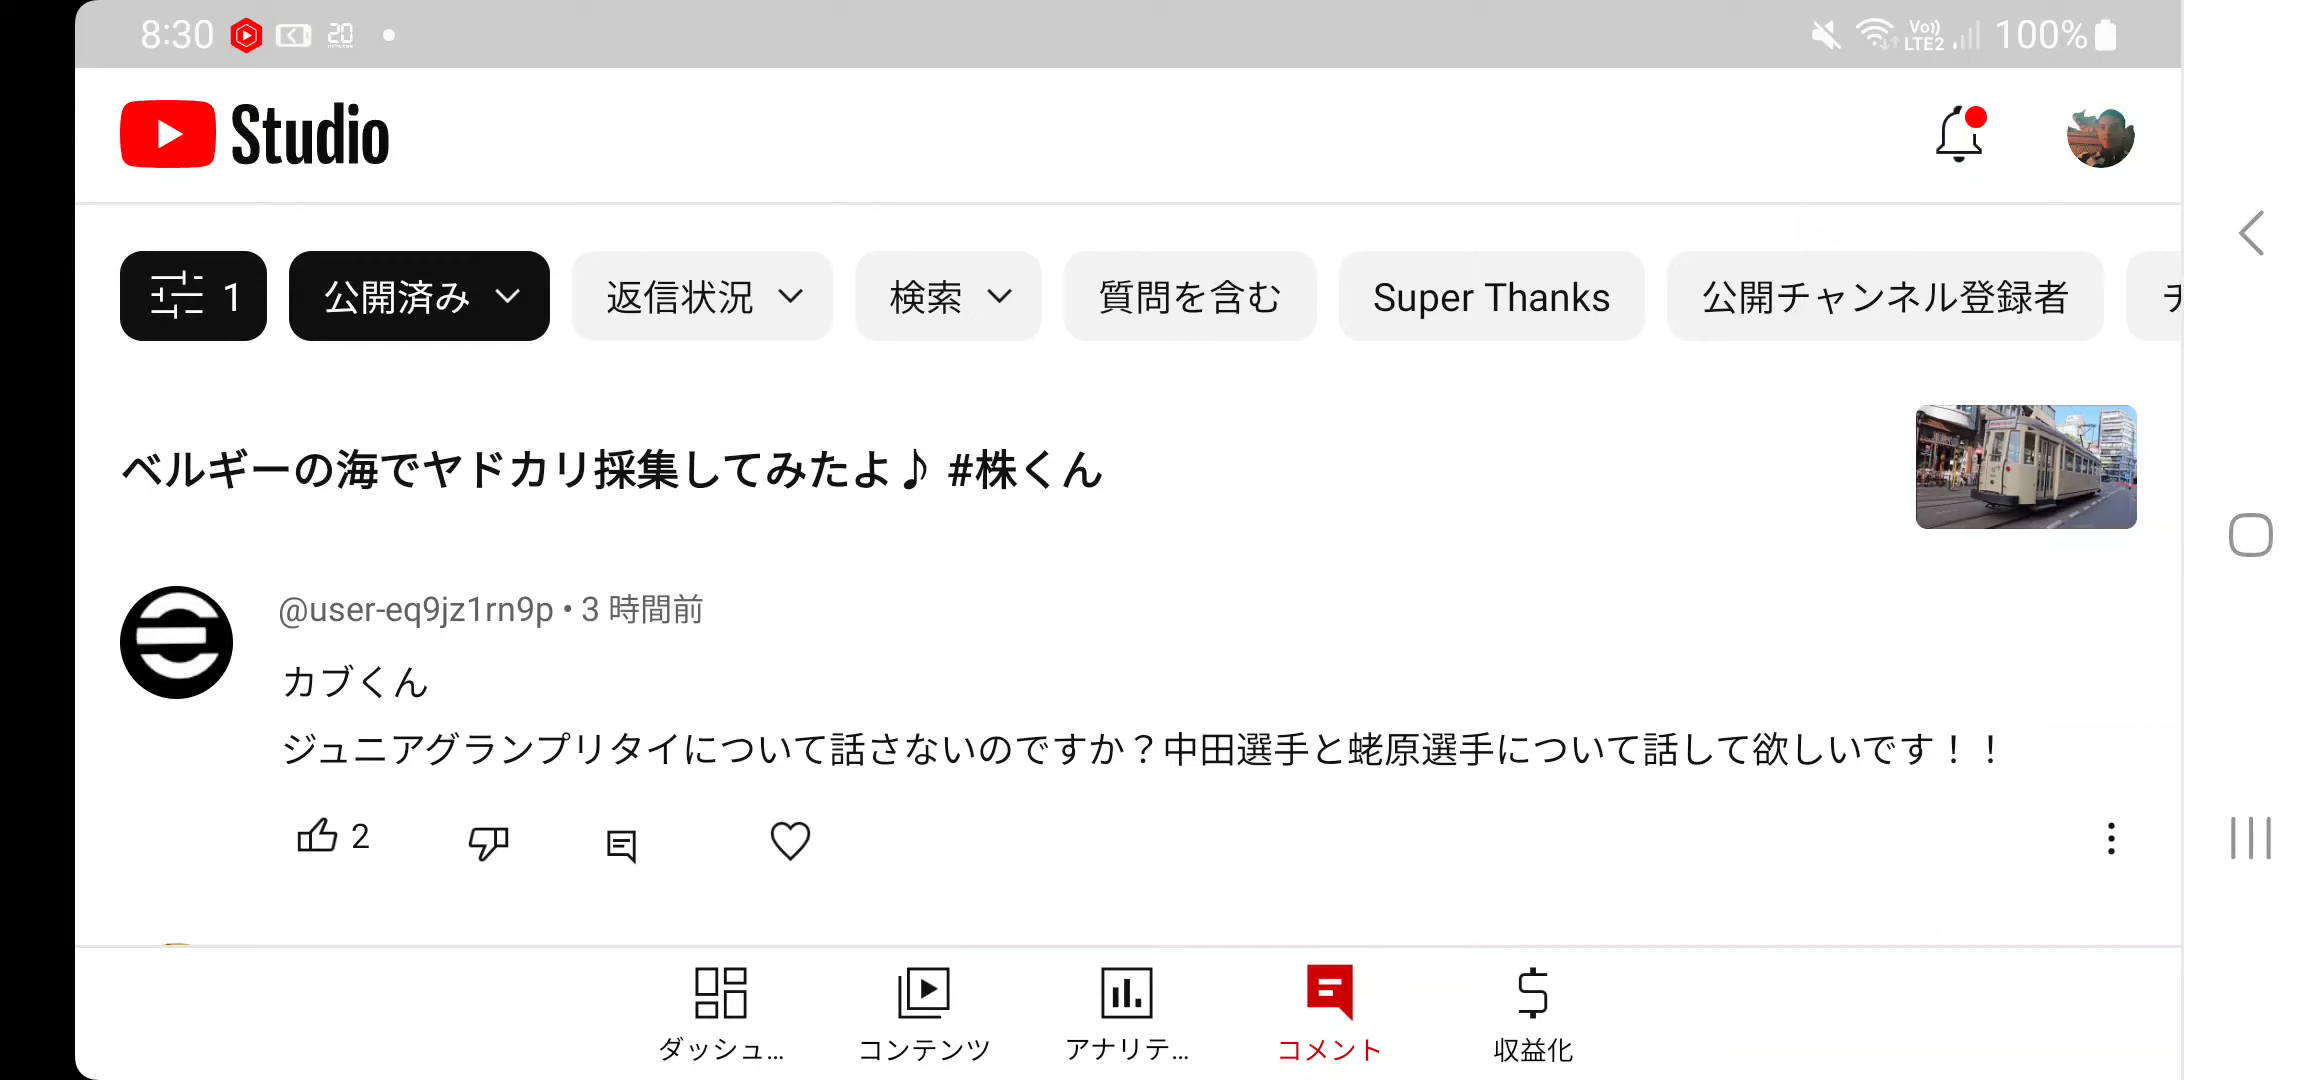 8:30 20 Vo)) LTE2 100%
Studio
1 公開済み 返信状況 検索 質問を含む Super Thanks 公開チャンネル登録者 チ
ベルギーの海でヤドカリ採集してみたよ♪ #株くん
@user-eq9jz1rn9p • 3 時間前
カブくん
ジュニアグランプリタイについて話さないのですか？中田選手と蛯原選手について話して欲しいです！！
2
ダッシュ... コンテンツ アナリテ... コメント 収益化